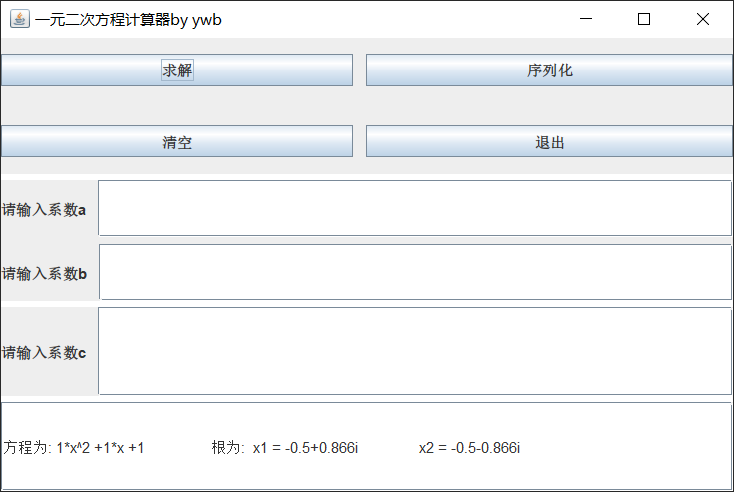 一元二次方程计算器by ywb
求解 序列化
清空 退出
请输入系数a
请输入系数b
请输入系数c
方程为: 1*x^2 +1*x +1 根为: x1 = -0.5+0.866i x2 = -0.5-0.866i